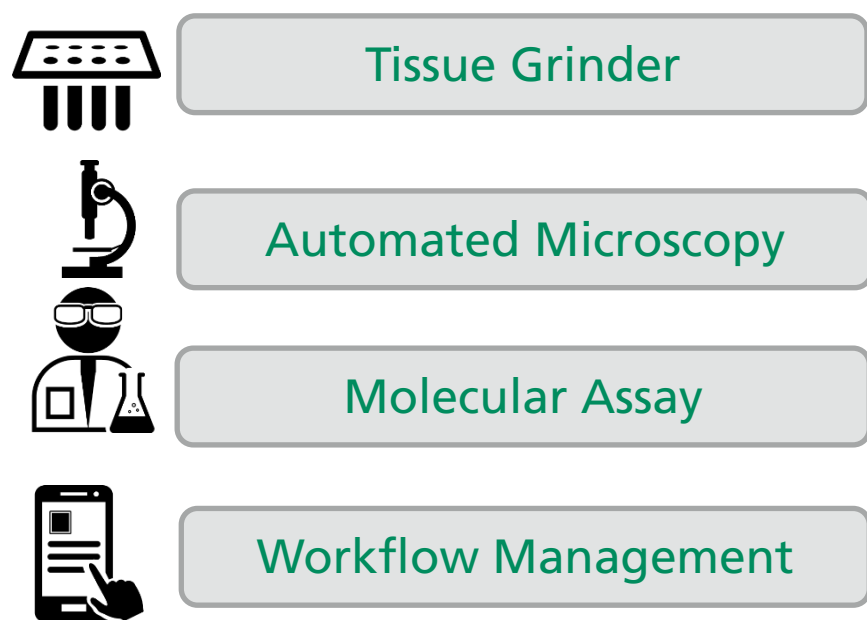 Tissue Grinder
Automated Microscopy
Molecular Assay
Workflow Management